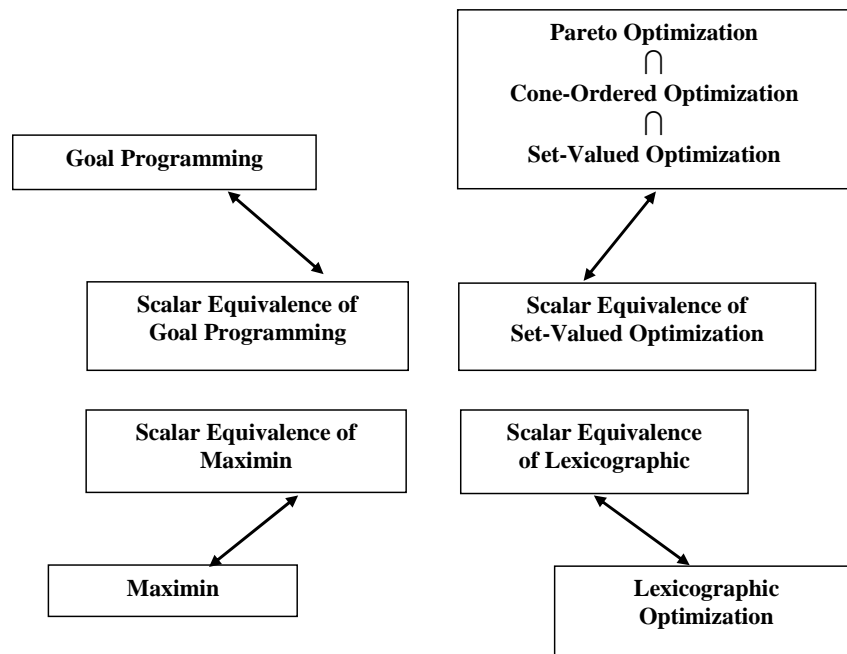 Pareto Optimization
∩
Cone-Ordered Optimization
∩
Set-Valued Optimization
Goal Programming
Scalar Equivalence of
Goal Programming
Scalar Equivalence of
Set-Valued Optimization
Scalar Equivalence of
Maximin
Scalar Equivalence
of Lexicographic
Maximin
Lexicographic
Optimization